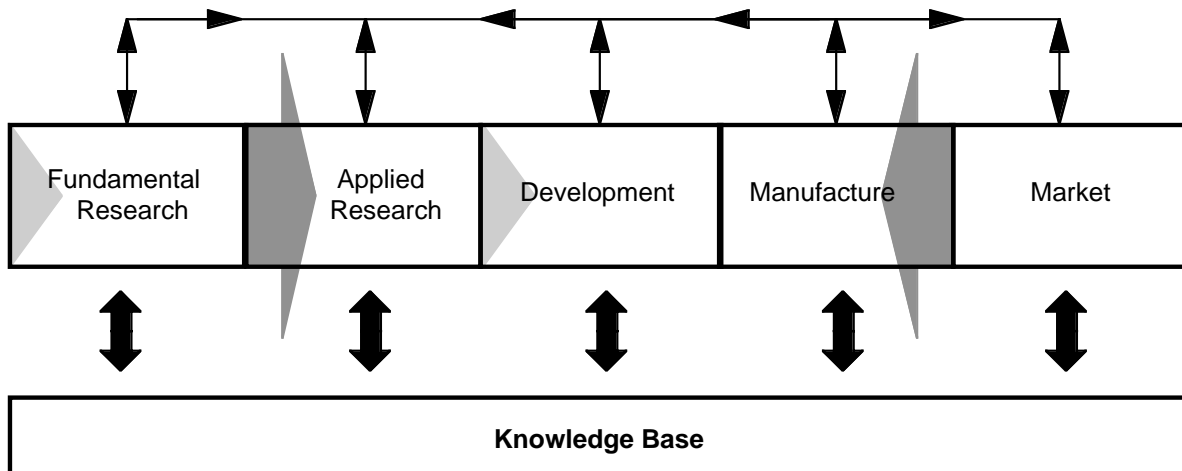 Fundamental
Research
Applied
Research
Development
Manufacture
Market
Knowledge Base